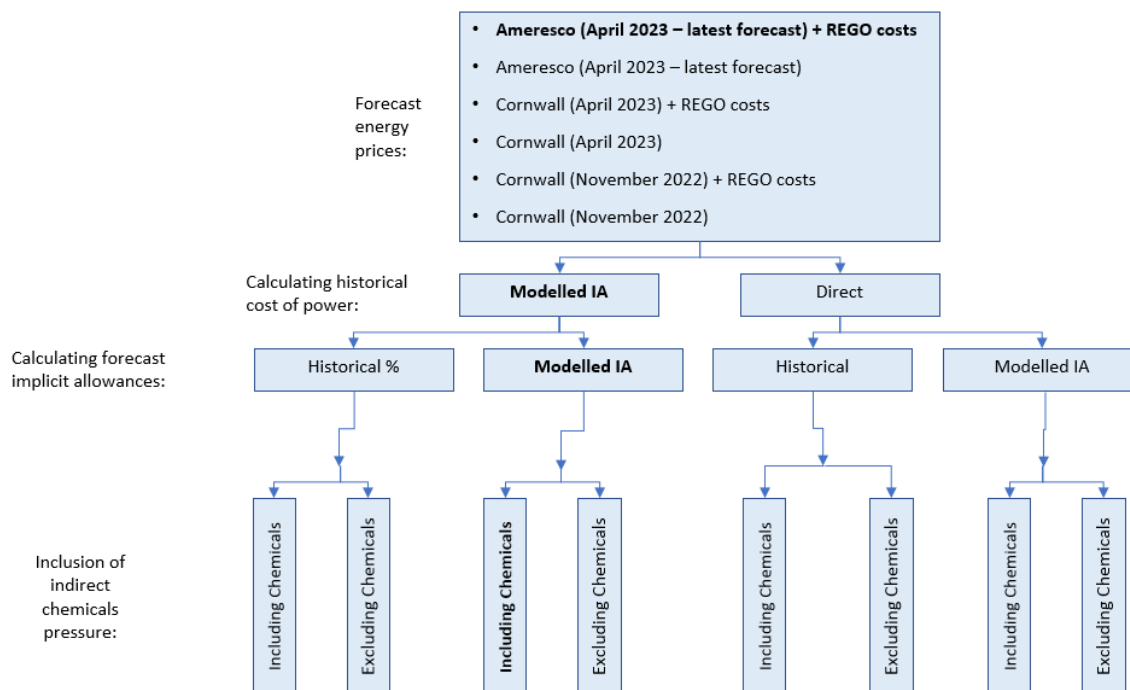 • Ameresco (April 2023 – latest forecast) + REGO costs
• Ameresco (April 2023 – latest forecast)
• Cornwall (April 2023) + REGO costs
• Cornwall (April 2023)
• Cornwall (November 2022) + REGO costs
• Cornwall (November 2022)
Forecast
energy
prices:
Calculating historical
cost of power:
Modelled IA
Direct
Calculating forecast
implicit allowances:
Historical %
Modelled IA
Historical
Modelled IA
Inclusion of
indirect
chemicals
pressure:
Including Chemicals
Excluding Chemicals
Including Chemicals
Excluding Chemicals
Including Chemicals
Excluding Chemicals
Including Chemicals
Excluding Chemicals